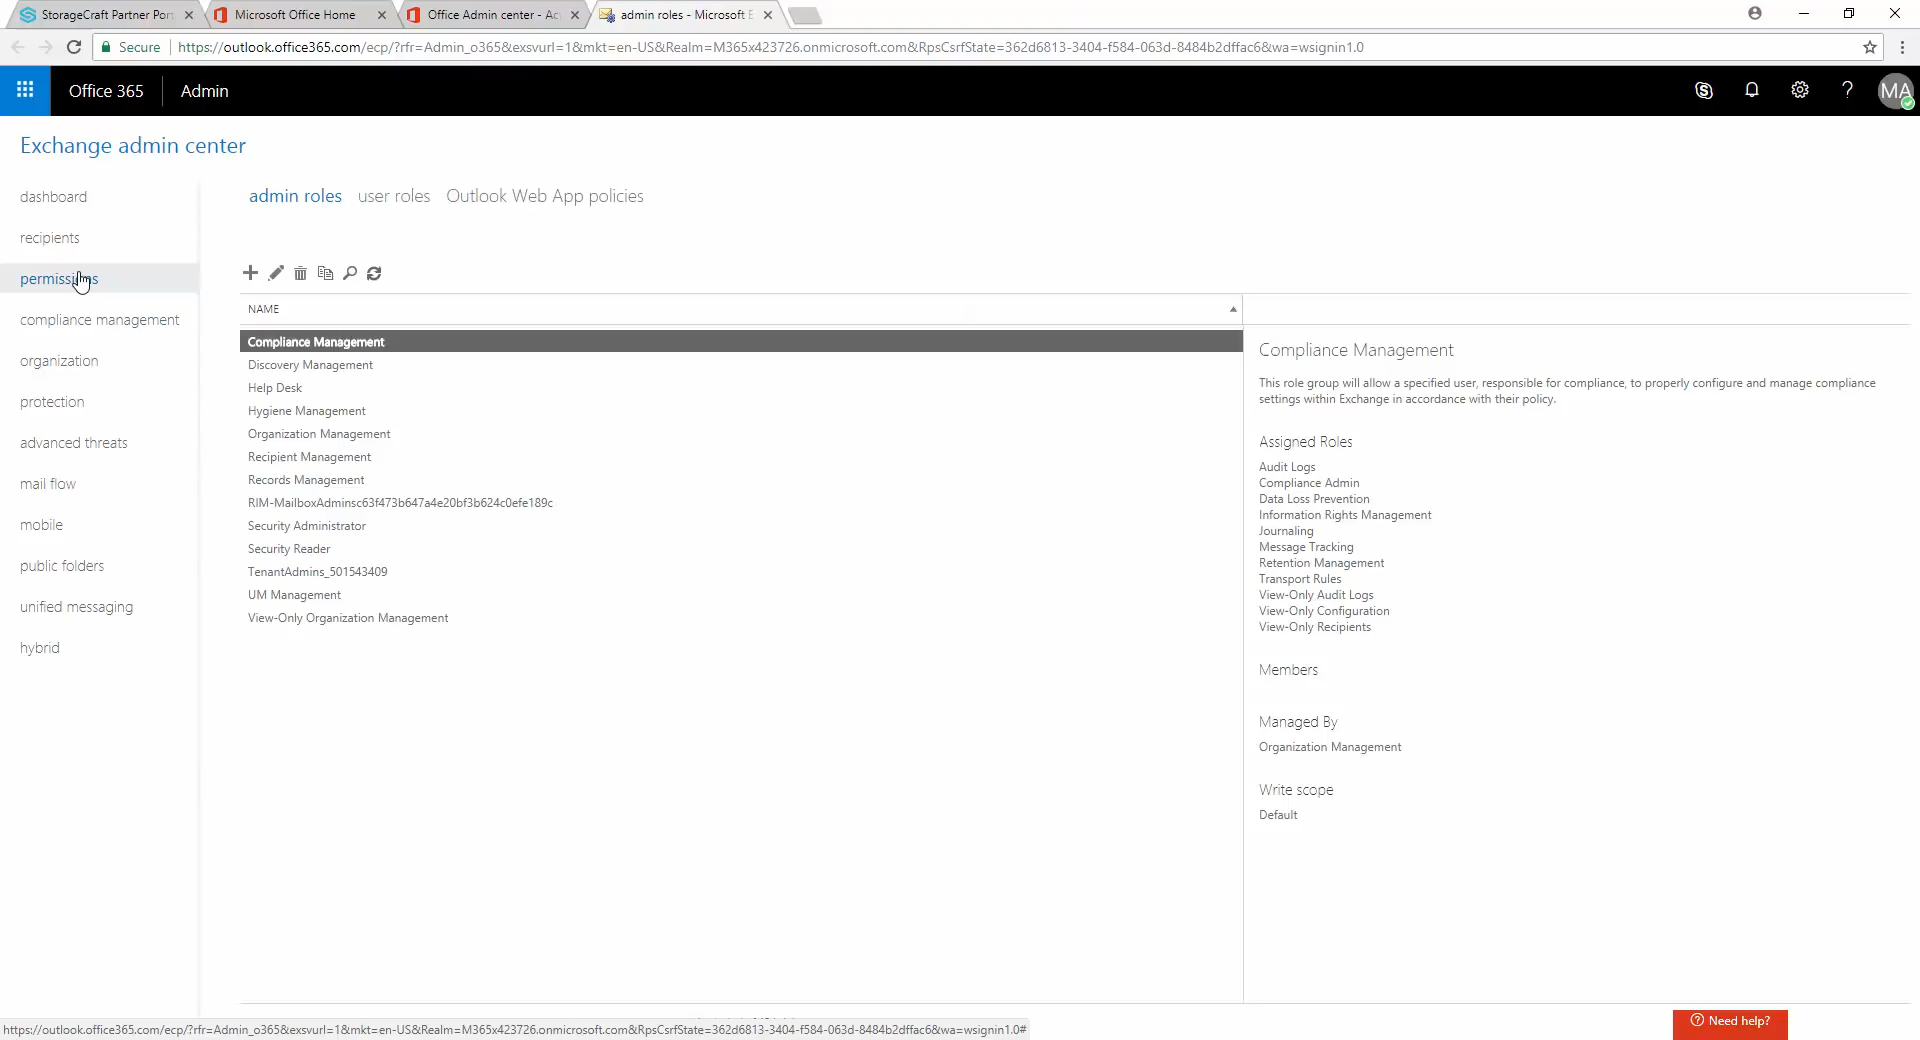 StorageCraft Partner Por
Microsoft Office Home
Office Admin center - Ac
admin roles - Microsoft E
Secure
https://outlook.office365.com/ecp/?rfr=Admin_o365&exsvurl=1&mkt=en-US&Realm=M365x423726.onmicrosoft.com&RpsCsrfState=362d6813-3404-f584-063d-8484b2dffac6&wa=wsignin1.0
Office 365
Admin
MA
Exchange admin center
dashboard
recipients
permissions
compliance management
organization
protection
advanced threats
mail flow
mobile
public folders
unified messaging
hybrid
admin roles
user roles
Outlook Web App policies
NAME
Compliance Management
Discovery Management
Help Desk
Hygiene Management
Organization Management
Recipient Management
Records Management
RIM-MailboxAdminsc63f473b647a4e20bf3b624c0efe189c
Security Administrator
Security Reader
TenantAdmins_501543409
UM Management
View-Only Organization Management
Compliance Management
This role group will allow a specified user, responsible for compliance, to properly configure and manage compliance
settings within Exchange in accordance with their policy.
Assigned Roles
Audit Logs
Compliance Admin
Data Loss Prevention
Information Rights Management
Journaling
Message Tracking
Retention Management
Transport Rules
View-Only Audit Logs
View-Only Configuration
View-Only Recipients
Members
Managed By
Organization Management
Write scope
Default
https://outlook.office365.com/ecp/?rfr=Admin_o365&exsvurl=1&mkt=en-US&Realm=M365x423726.onmicrosoft.com&RpsCsrfState=362d6813-3404-f584-063d-8484b2dffac6&wa=wsignin1.0#
Need help?